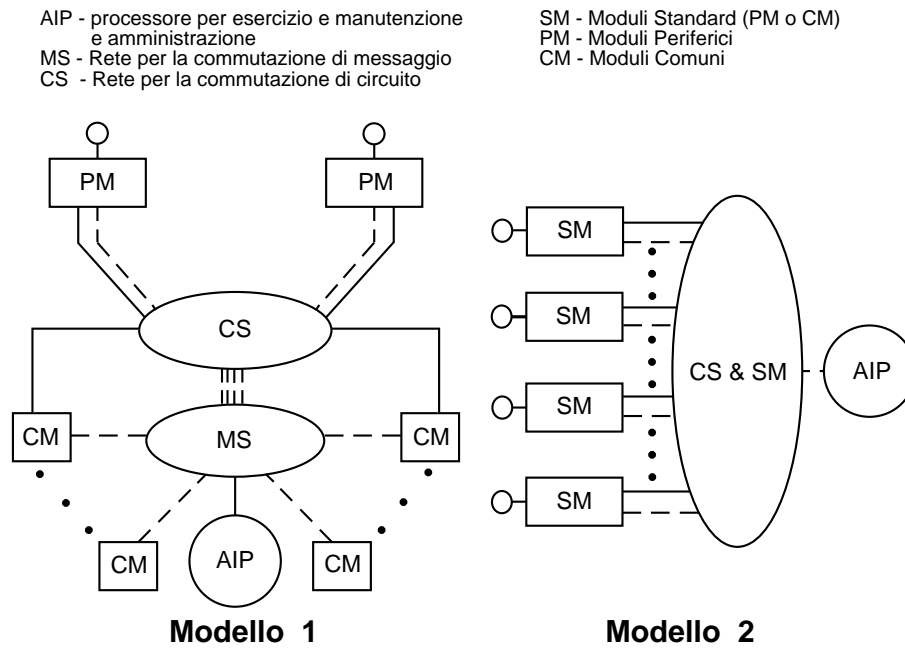 AIP - processore per esercizio e manutenzione
e amministrazione
MS - Rete per la commutazione di messaggio
CS - Rete per la commutazione di circuito
SM - Moduli Standard (PM o CM)
PM - Moduli Periferici
CM - Moduli Comuni
PM
PM
CS
CM
MS
CM
CM
AIP
CM
Modello 1
SM
SM
SM
SM
CS & SM
AIP
Modello 2